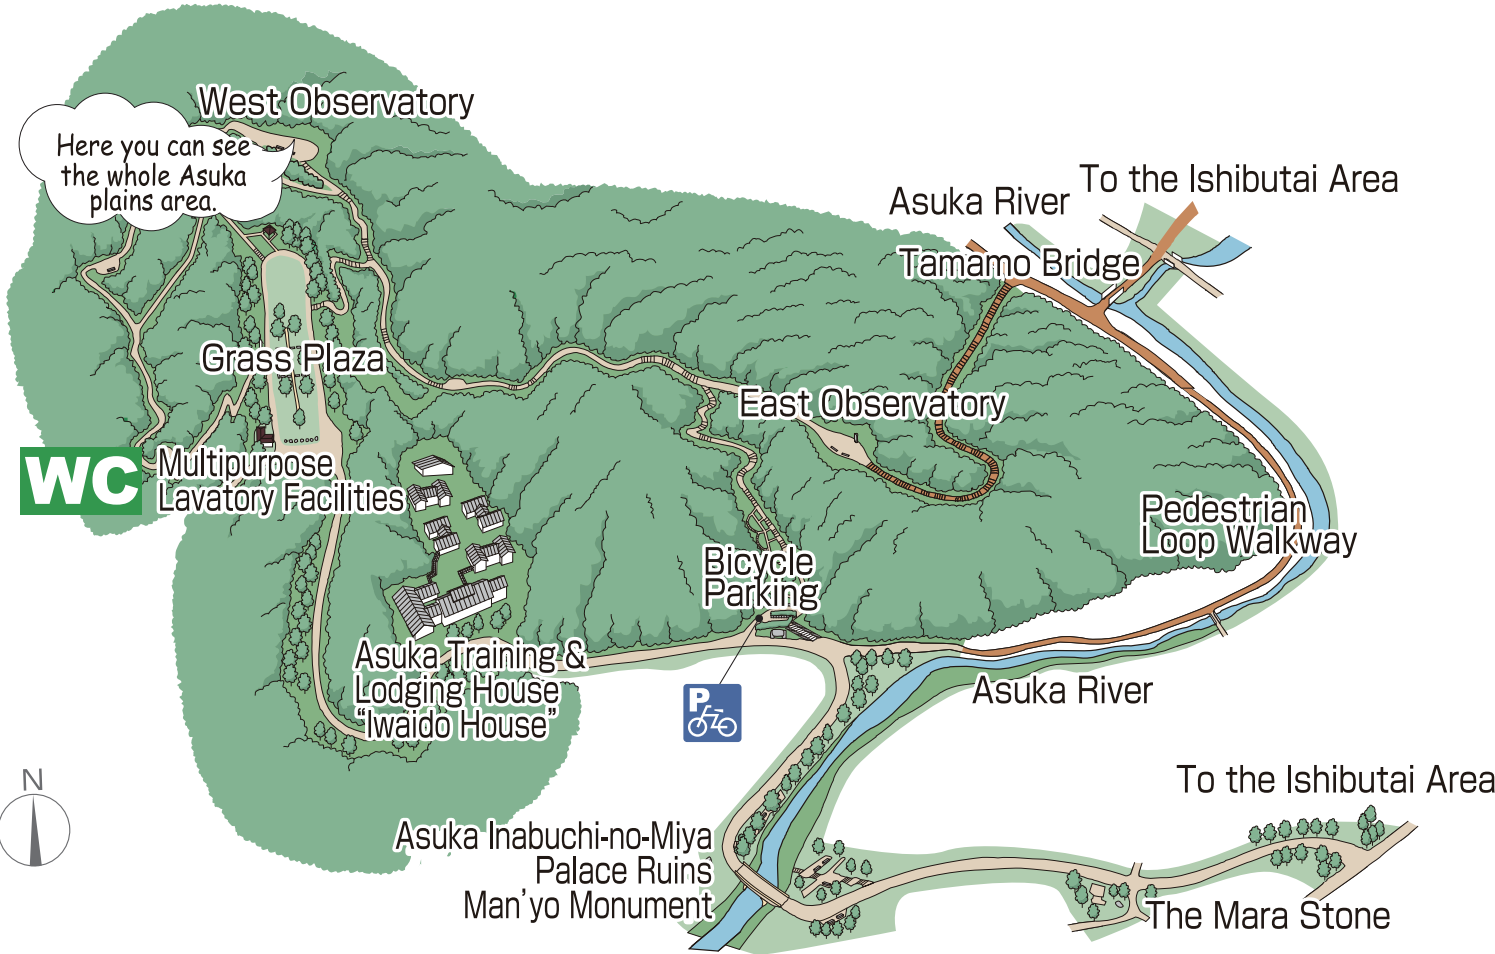 West Observatory
Here you can see
the whole Asuka
plains area.
To the Ishibutai Area
Asuka River
Tamamo Bridge
Grass Plaza
East Observatory
WC
Multipurpose
Lavatory Facilities
Pedestrian
Loop Walkway
Bicycle
Parking
Asuka Training &
Lodging House
“Iwaido House”
P
Asuka River
N
To the Ishibutai Area
Asuka Inabuchi-no-Miya
Palace Ruins
Man'yo Monument
The Mara Stone